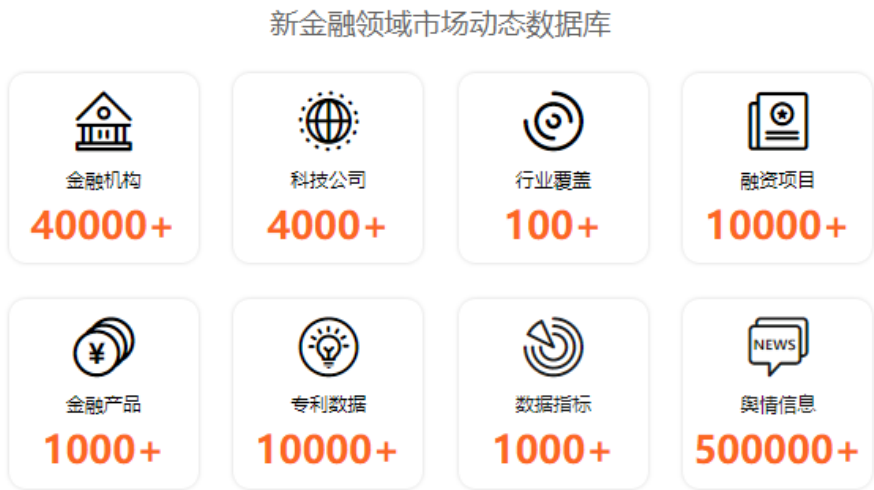 新金融领域市场动态数据库
金融机构
40000+
科技公司
4000+
行业覆盖
100+
融资项目
10000+
¥
金融产品
1000+
专利数据
10000+
数据指标
1000+
NEWS
舆情信息
500000+